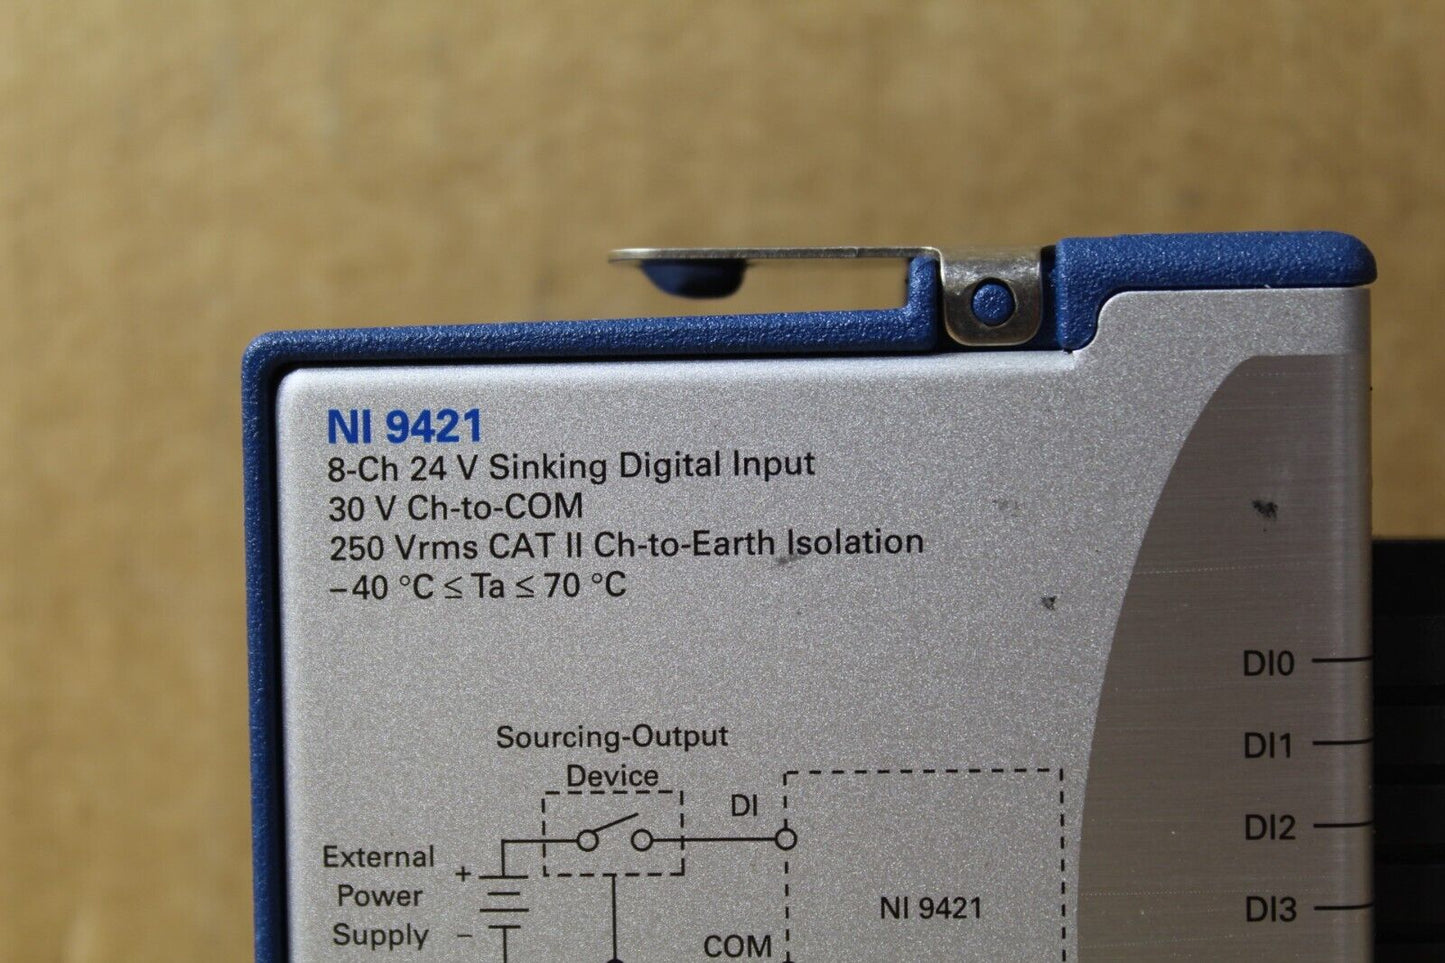 NI 9421
8-Ch 24 V Sinking Digital Input
30 V Ch-to-COM
250 Vrms CAT II Ch-to-Earth Isolation
–40 °C ≤ Ta ≤ 70 °C
DI0
Sourcing-Output
Device
DI1
DI
DI2
External
Power
Supply
+
–
NI 9421
DI3
COM